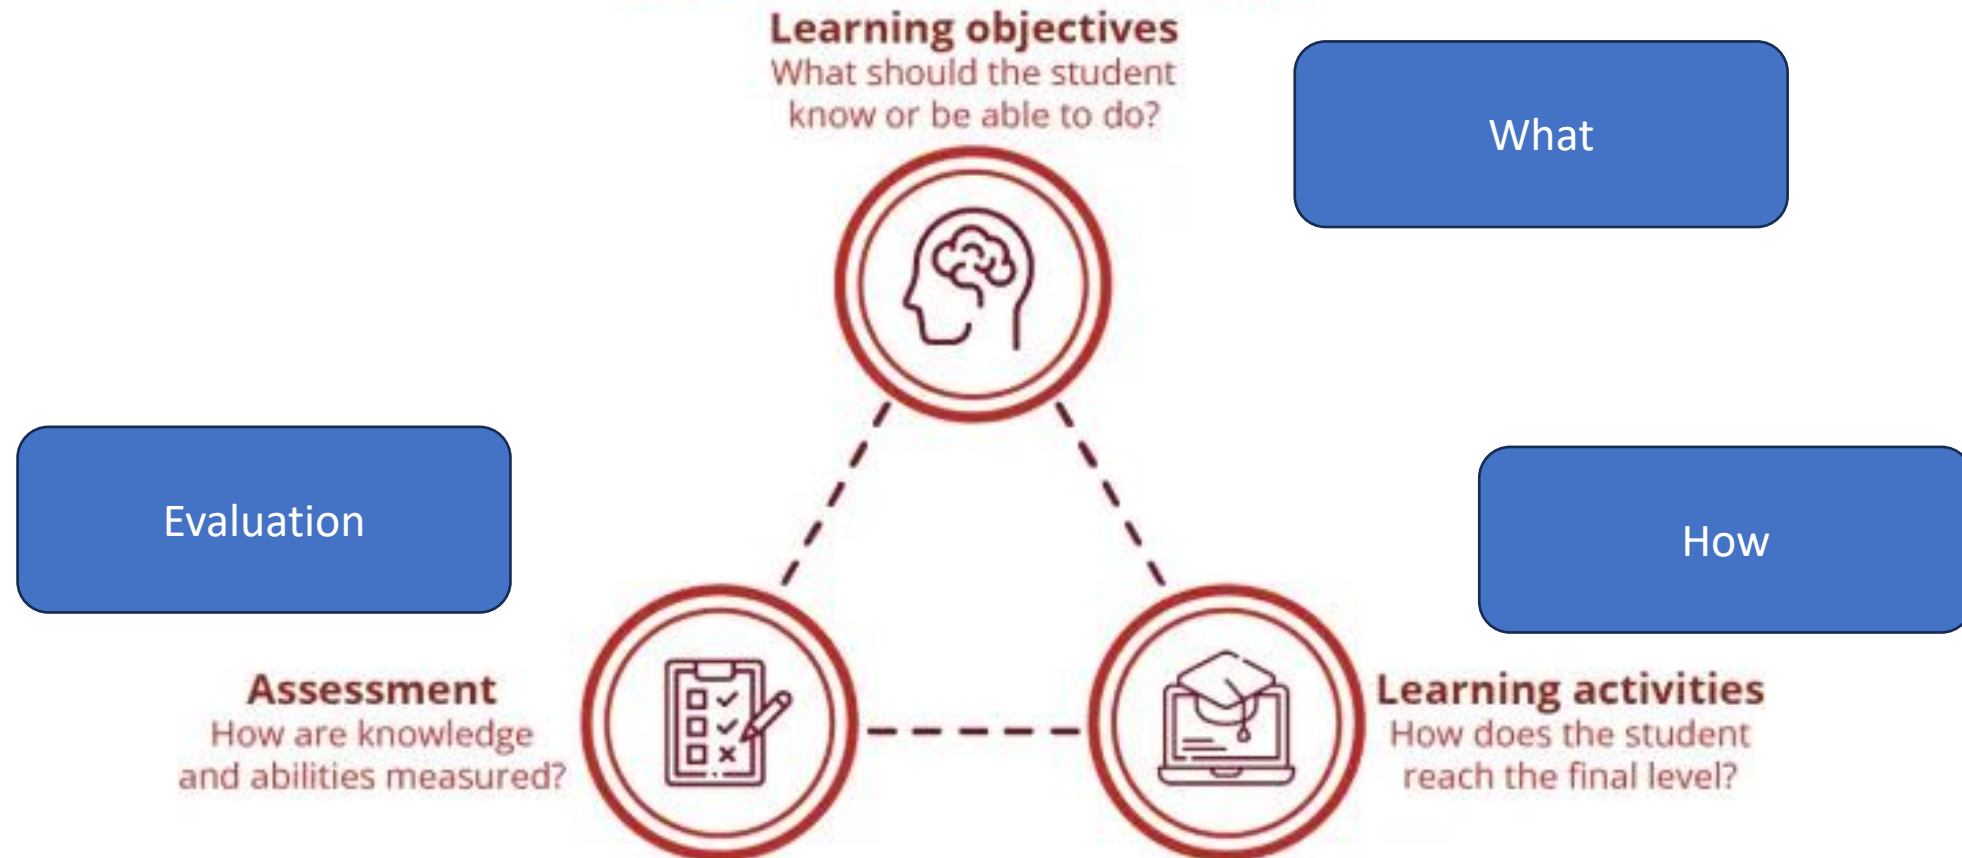 Learning objectives
What should the student
know or be able to do?
What
Evaluation
How
Assessment
How are knowledge
and abilities measured?
Learning activities
How does the student
reach the final level?